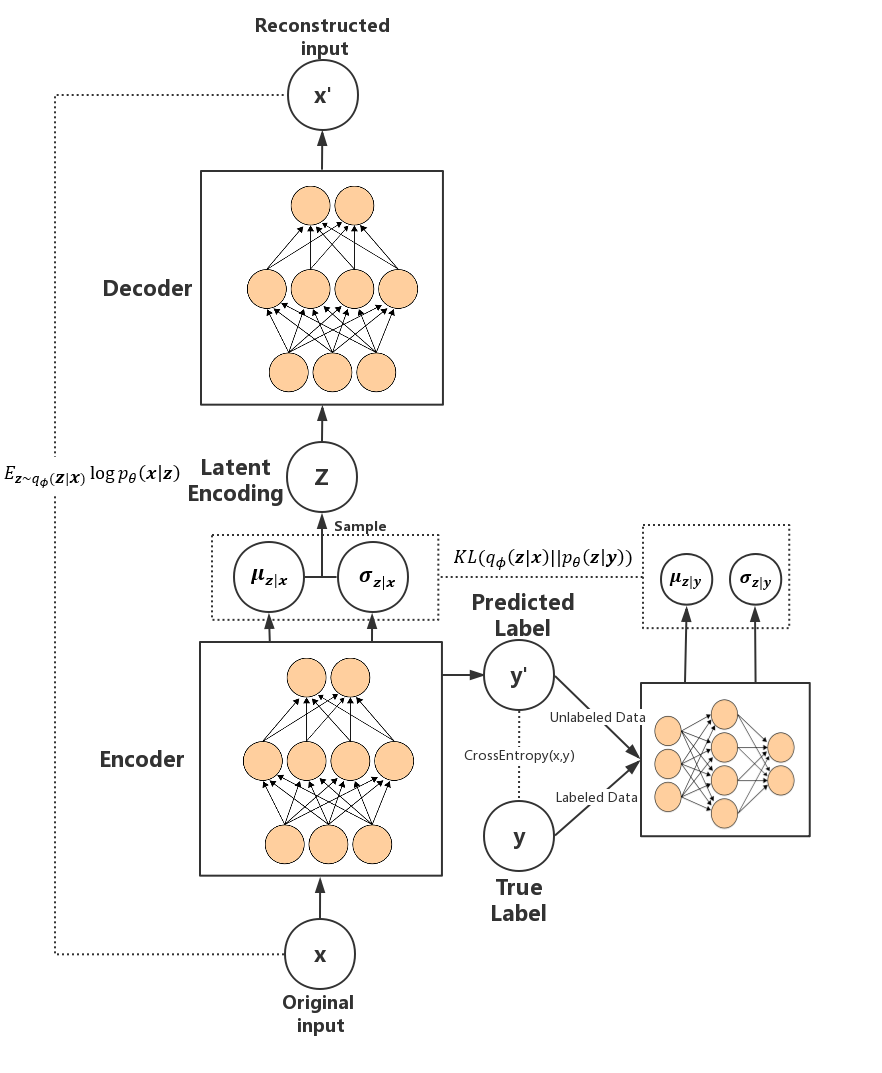 Reconstructed
input
x'
Decoder
E_{z~q_ϕ(z|x)} log p_θ(x|z)
Latent
Encoding
Z
Sample
μ_{z|x}
σ_{z|x}
KL(q_ϕ(z|x)||p_θ(z|y))
μ_{z|y}
σ_{z|y}
Predicted
Label
y'
Unlabeled Data
Encoder
CrossEntropy(x,y)
Labeled Data
y
True
Label
x
Original
input